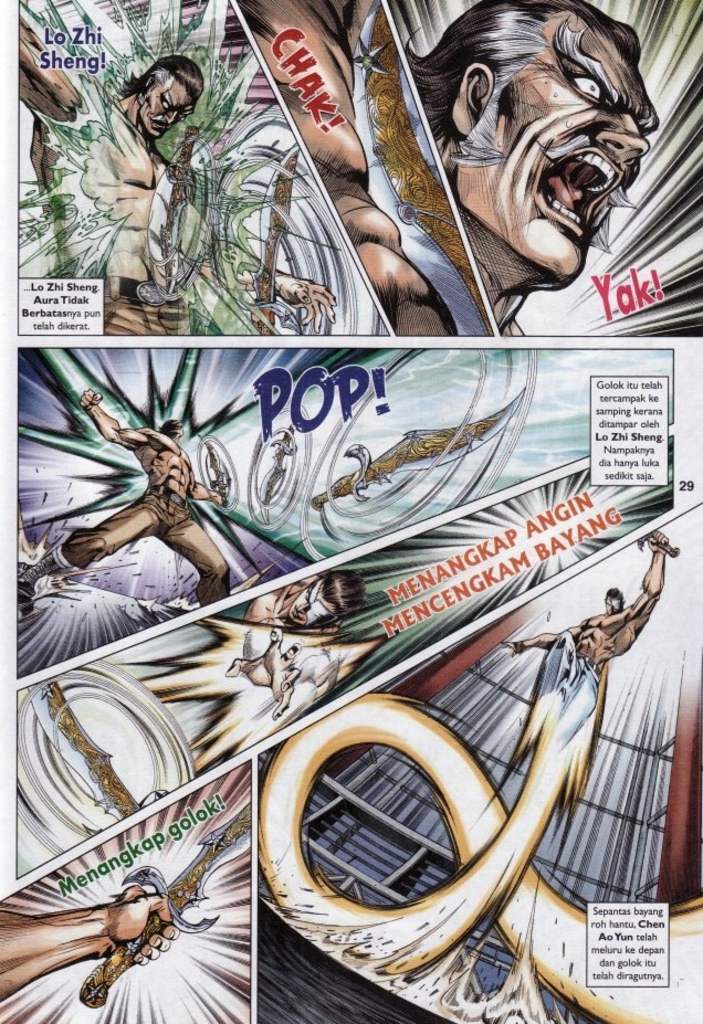 Lo Zhi
Sheng!
CHAK!
Yak!
...Lo Zhi Sheng.
Aura Tidak
Berbatasnya pun
telah dikerat.
POP!
Golok itu telah
tercampak ke
samping kerana
ditampar oleh
Lo Zhi Sheng.
Nampaknya
dia hanya luka
sedikit saja.
29
MENANGKAP ANGIN
MENCENGKAM BAYANG
Menangkap golok!
Sepantas bayang
roh hantu, Chen
Ao Yun telah
meluru ke depan
dan golok itu
telah diragutnya.